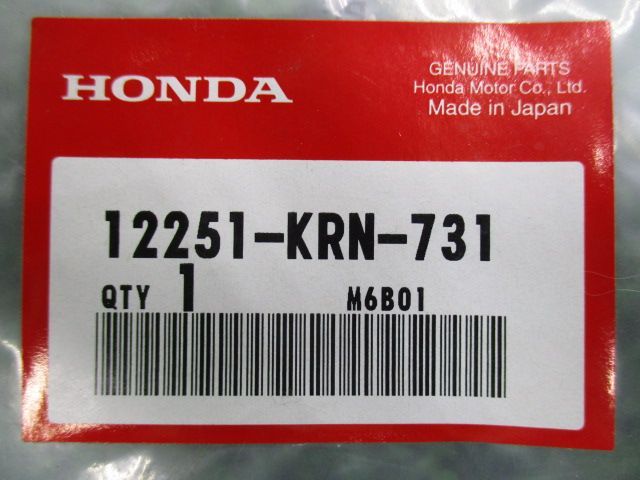 HONDA
GENUINE PARTS
Honda Motor Co., Ltd.
Made in Japan
12251-KRN-731
QTY 1 M6B01